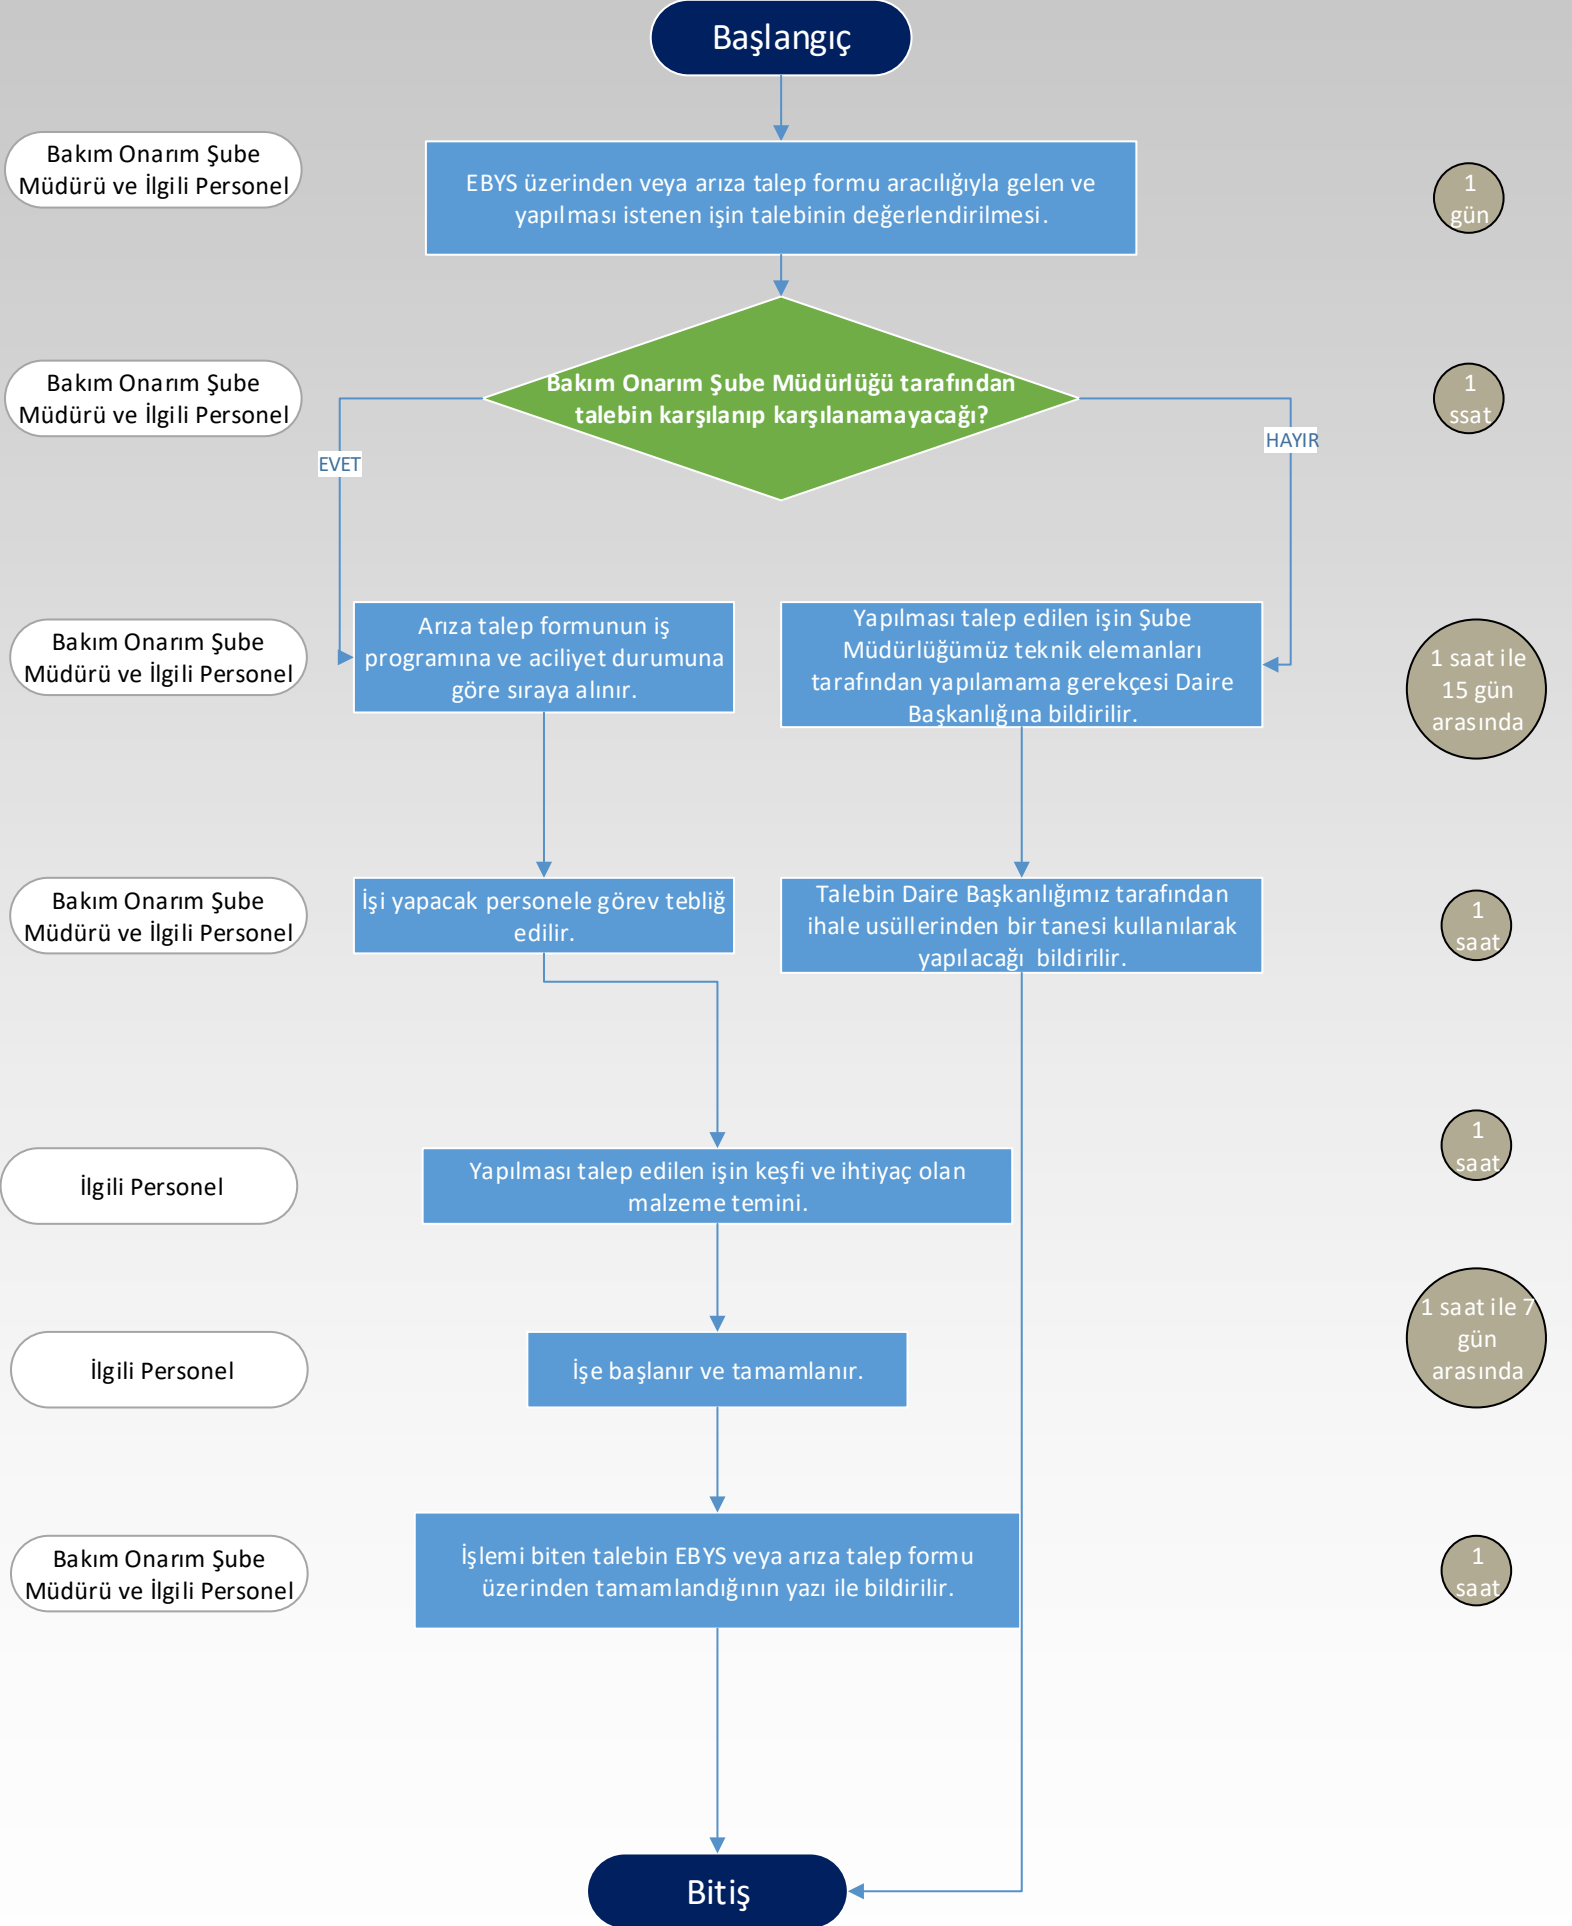 Başlangıç
Bakım Onarım Şube
Müdürü ve İlgili Personel
EBYS üzerinden veya arıza talep formu aracılığıyla gelen ve
yapılması istenen işin talebinin değerlendirilmesi.
1
gün
Bakım Onarım Şube
Müdürü ve İlgili Personel
Bakım Onarım Şube Müdürlüğü tarafından
talebin karşılanıp karşılanamayacağı?
1
ssat
EVET
HAYIR
Bakım Onarım Şube
Müdürü ve İlgili Personel
Arıza talep formunun iş
programına ve aciliyet durumuna
göre sıraya alınır.
Yapılması talep edilen işin Şube
Müdürlüğümüz teknik elemanları
tarafından yapılamama gerekçesi Daire
Başkanlığına bildirilir.
1 saat ile
15 gün
arasında
Bakım Onarım Şube
Müdürü ve İlgili Personel
İşi yapacak personele görev tebliğ
edilir.
Talebin Daire Başkanlığımız tarafından
ihale usüllerinden bir tanesi kullanılarak
yapılacağı  bildirilir.
1
saat
İlgili Personel
Yapılması talep edilen işin keşfi ve ihtiyaç olan
malzeme temini.
1
saat
İlgili Personel
İşe başlanır ve tamamlanır.
1 saat ile 7
gün
arasında
Bakım Onarım Şube
Müdürü ve İlgili Personel
İşlemi biten talebin EBYS veya arıza talep formu
üzerinden tamamlandığının yazı ile bildirilir.
1
saat
Bitiş